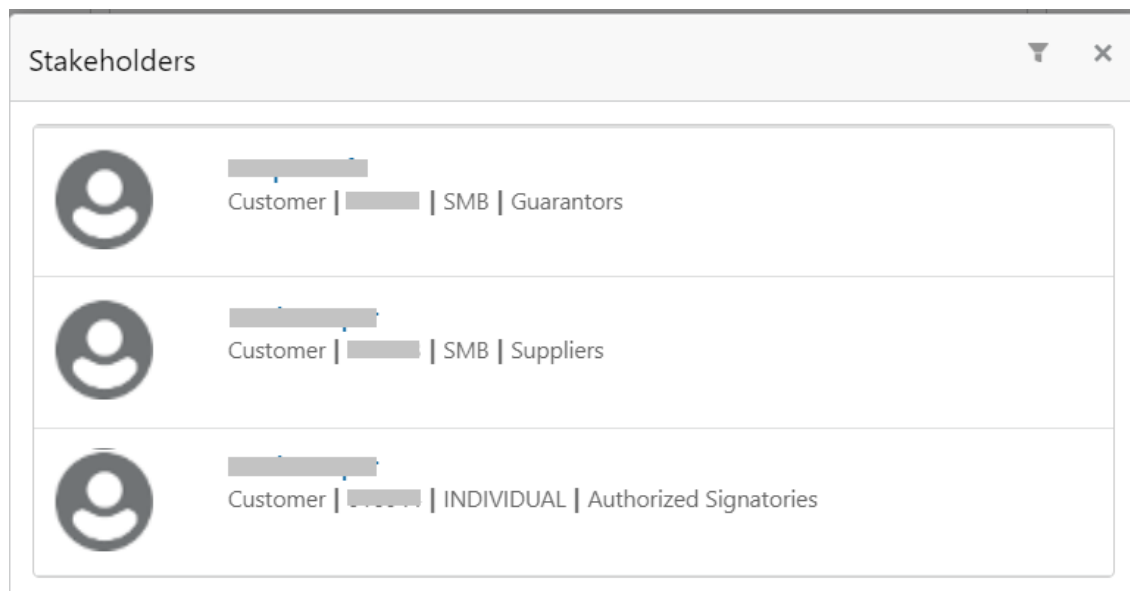 Stakeholders
Customer | | SMB | Guarantors
Customer | | SMB | Suppliers
Customer | | INDIVIDUAL | Authorized Signatories